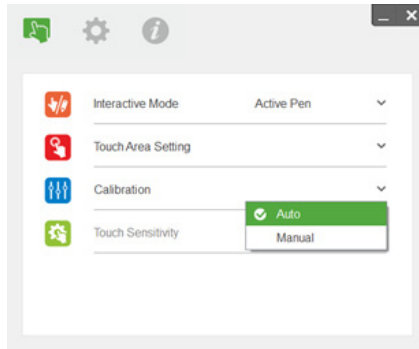 Interactive Mode Active Pen
Touch Area Setting
Calibration
Auto
Touch Sensitivity
Manual